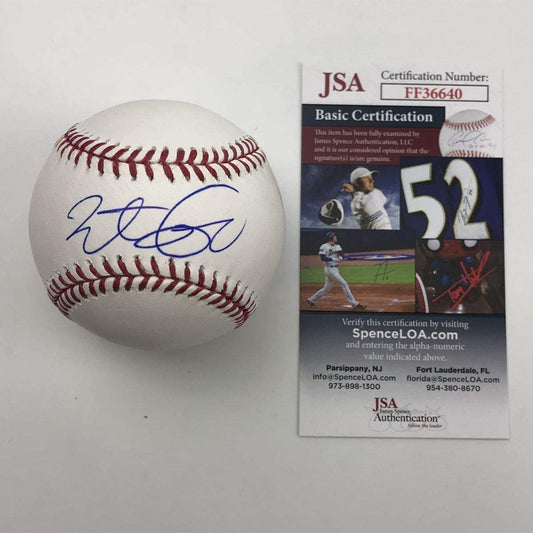 JSA
Certification Number:
FF36640
Basic Certification
This item has been fully examined by
James Spence Authentication, LLC
and it is our considered opinion that the
signature(s) is/are genuine.
52
Verify this certification by visiting
SpenceLOA.com
and entering the alpha-numeric
value indicated above.
Parsippany, NJ
info@SpenceLOA.com
973-898-1300
Fort Lauderdale, FL
florida@SpenceLOA.com
954-380-8670
JSA
James Spence
Authentication
follow the leader